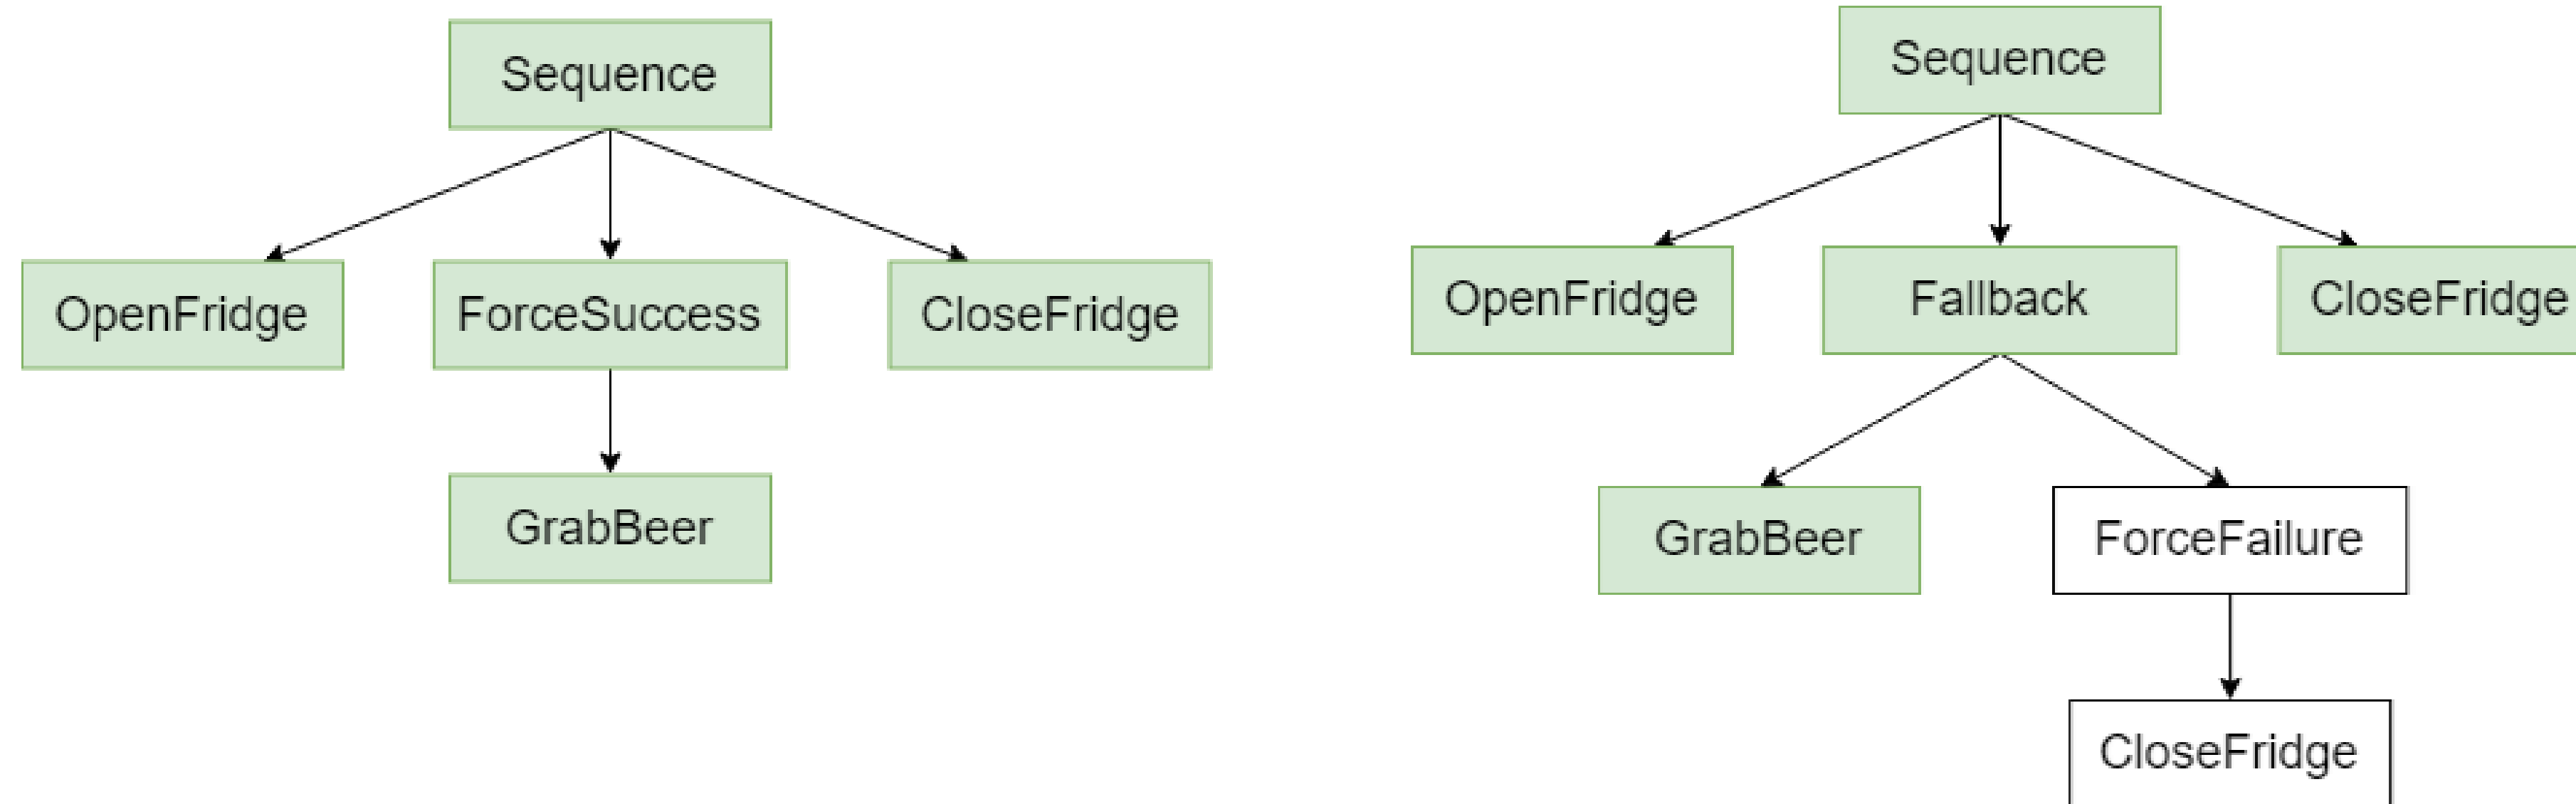 Sequence
OpenFridge
ForceSuccess
CloseFridge
GrabBeer
Sequence
OpenFridge
Fallback
CloseFridge
GrabBeer
ForceFailure
CloseFridge